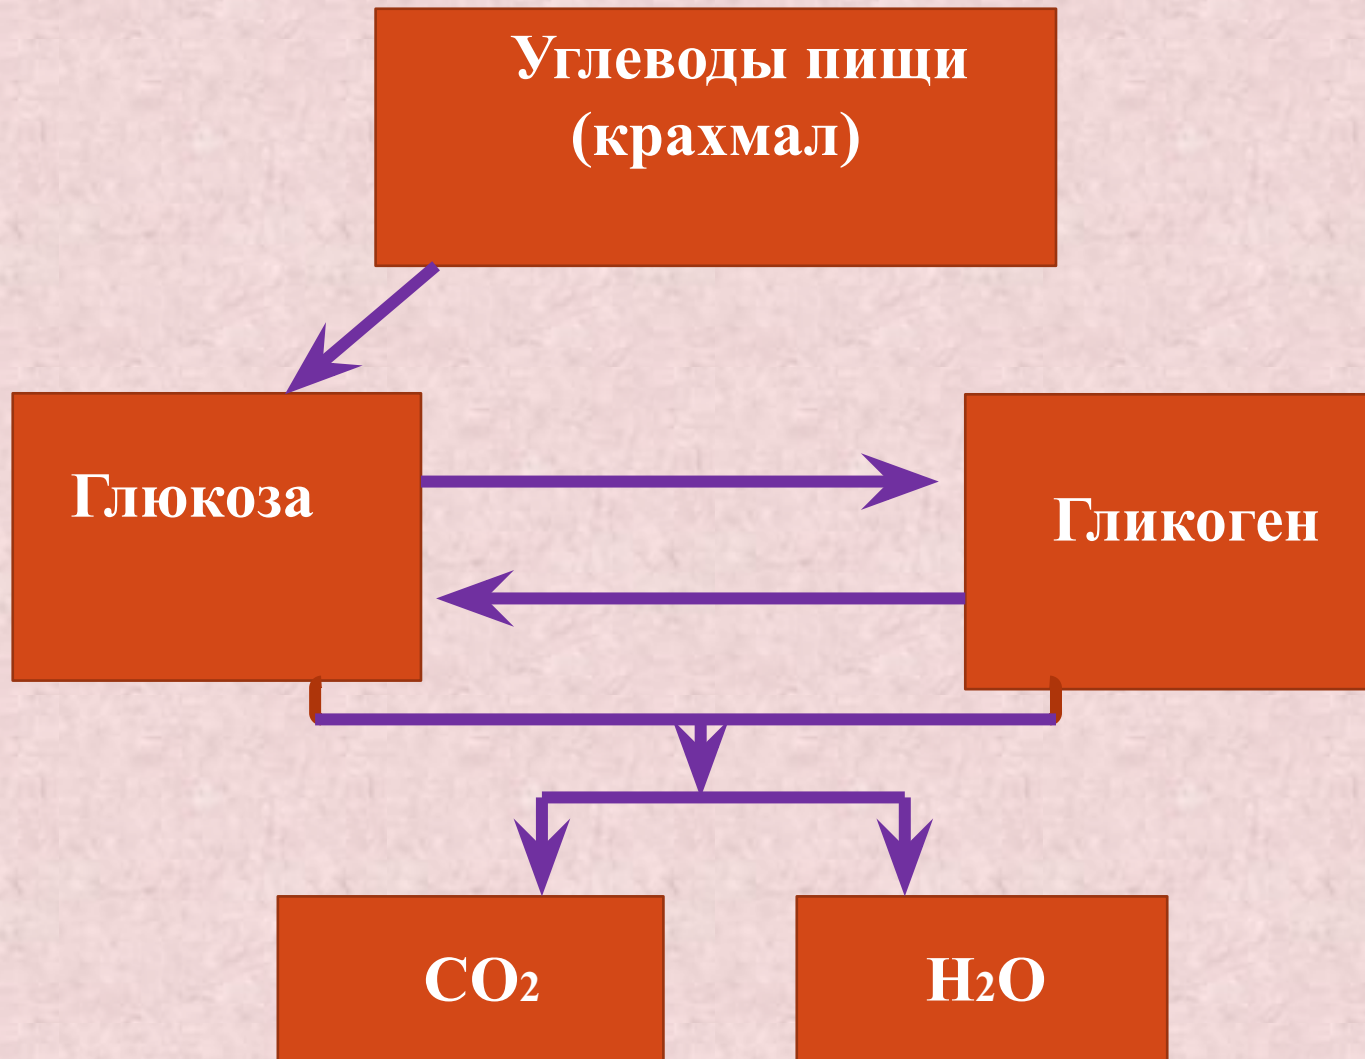 Углеводы пищи
(крахмал)
Глюкоза
Гликоген
CO₂
H₂O